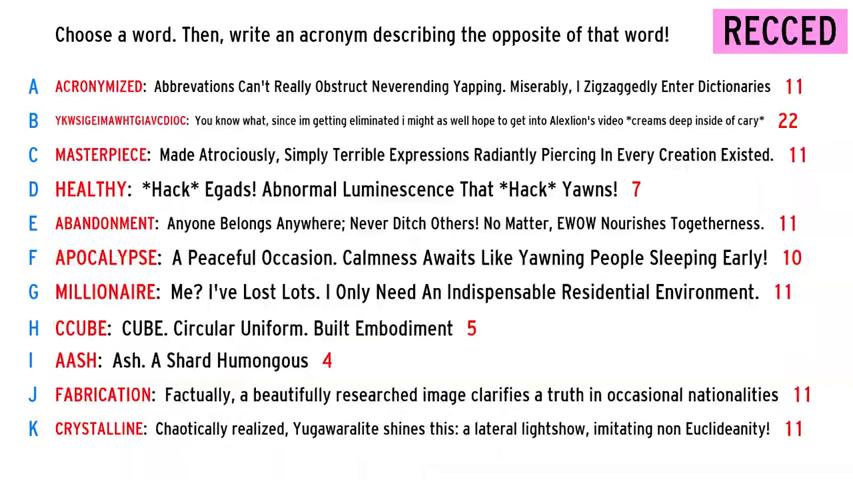 Choose a word. Then, write an acronym describing the opposite of that word!
RECCED
A ACRONYMIZED: Abbrevations Can't Really Obstruct Neverending Yapping. Miserably, I Zigzaggedly Enter Dictionaries 11
B YKWSIGEIMAWHTGIAVCDIOC: You know what, since im getting eliminated i might as well hope to get into Alexlion's video *creams deep inside of cary* 22
C MASTERPIECE: Made Atrociously, Simply Terrible Expressions Radiantly Piercing In Every Creation Existed. 11
D HEALTHY: *Hack* Egads! Abnormal Luminescence That *Hack* Yawns! 7
E ABANDONMENT: Anyone Belongs Anywhere; Never Ditch Others! No Matter, EWOW Nourishes Togetherness. 11
F APOCALYPSE: A Peaceful Occasion. Calmness Awaits Like Yawning People Sleeping Early! 10
G MILLIONAIRE: Me? I've Lost Lots. I Only Need An Indispensable Residential Environment. 11
H CCUBE: CUBE. Circular Uniform. Built Embodiment 5
I AASH: Ash. A Shard Humongous 4
J FABRICATION: Factually, a beautifully researched image clarifies a truth in occasional nationalities 11
K CRYSTALLINE: Chaotically realized, Yugawaralite shines this: a lateral lightshow, imitating non Euclideanity! 11